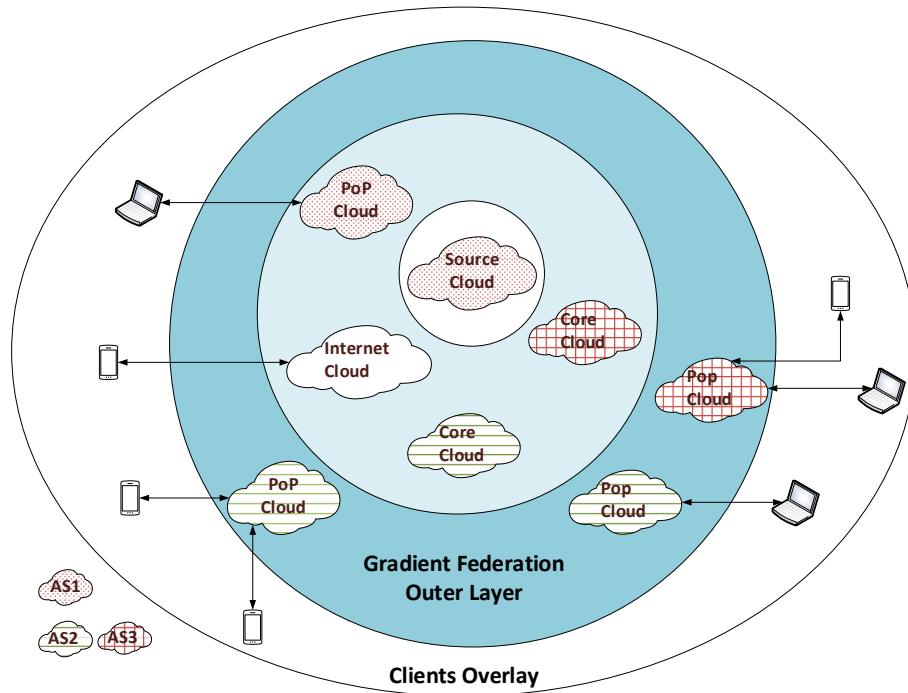 PoP
Cloud
Source
Cloud
Core
Cloud
Internet
Cloud
Pop
Cloud
Core
Cloud
PoP
Cloud
Pop
Cloud
Gradient Federation
Outer Layer
AS1
AS2
AS3
Clients Overlay